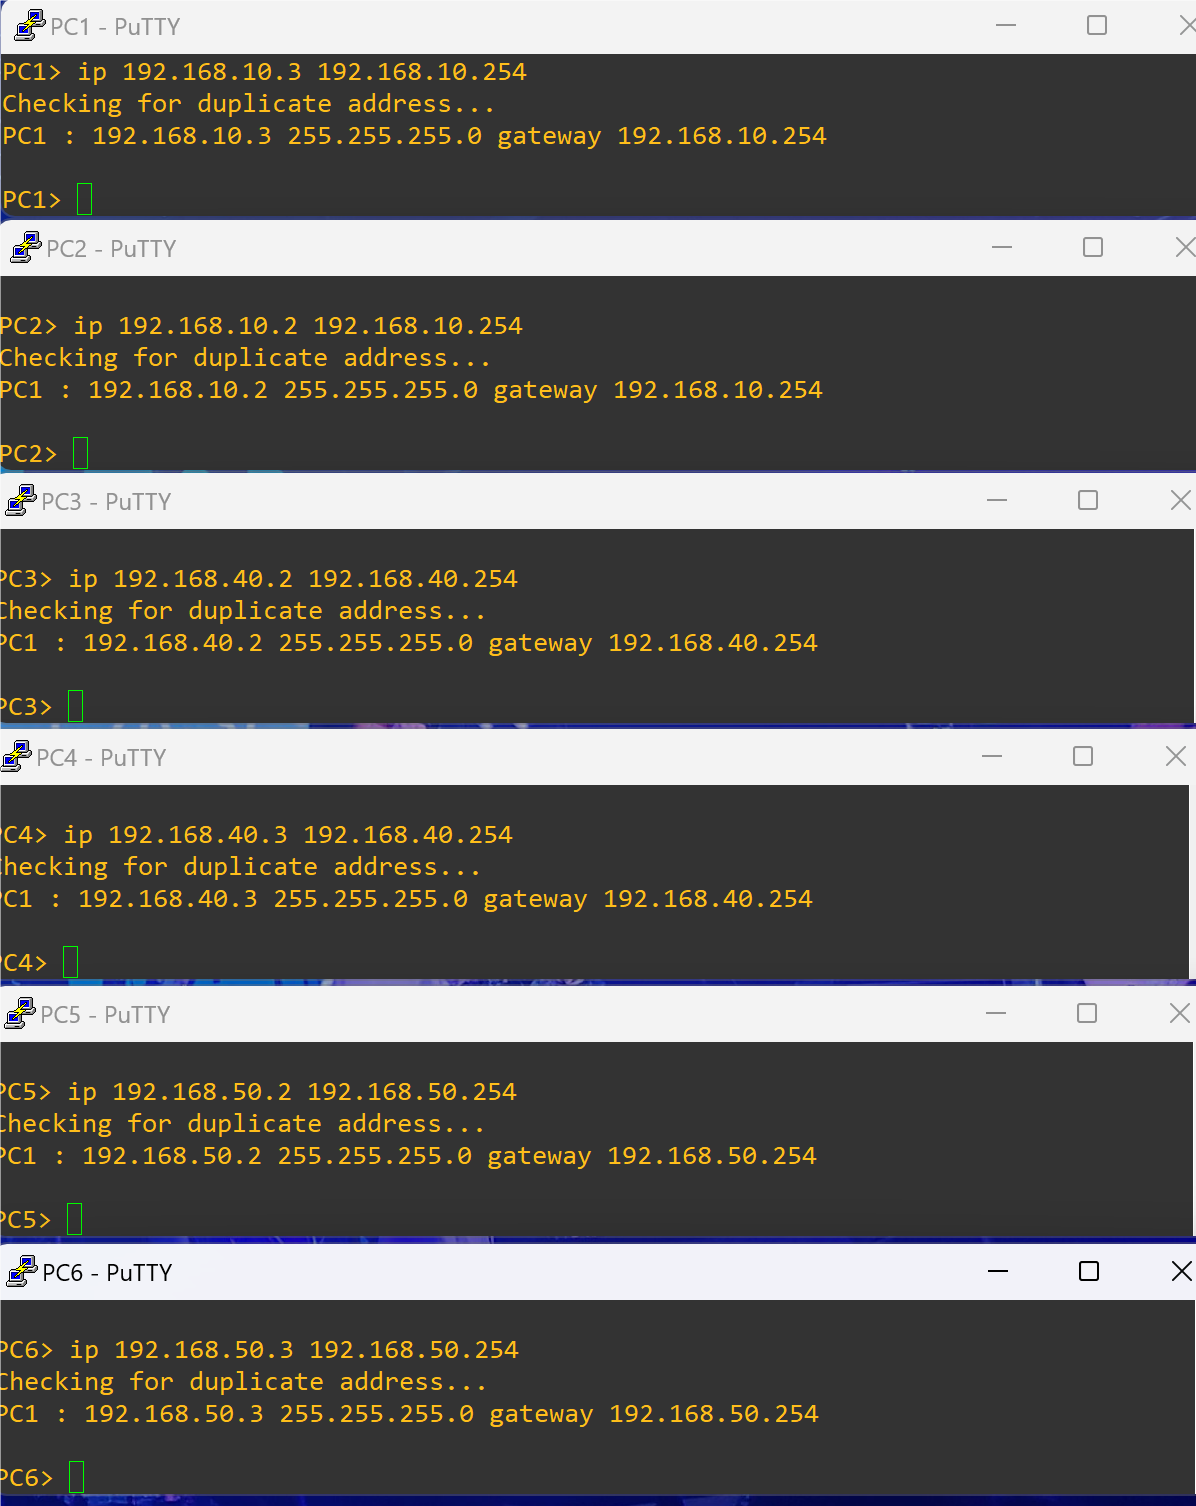 PC1 - PuTTY
PC1> ip 192.168.10.3 192.168.10.254
Checking for duplicate address...
PC1 : 192.168.10.3 255.255.255.0 gateway 192.168.10.254
PC1>
PC2 - PuTTY
PC2> ip 192.168.10.2 192.168.10.254
Checking for duplicate address...
PC1 : 192.168.10.2 255.255.255.0 gateway 192.168.10.254
PC2>
PC3 - PuTTY
PC3> ip 192.168.40.2 192.168.40.254
Checking for duplicate address...
PC1 : 192.168.40.2 255.255.255.0 gateway 192.168.40.254
PC3>
PC4 - PuTTY
PC4> ip 192.168.40.3 192.168.40.254
Checking for duplicate address...
PC1 : 192.168.40.3 255.255.255.0 gateway 192.168.40.254
PC4>
PC5 - PuTTY
PC5> ip 192.168.50.2 192.168.50.254
Checking for duplicate address...
PC1 : 192.168.50.2 255.255.255.0 gateway 192.168.50.254
PC5>
PC6 - PuTTY
PC6> ip 192.168.50.3 192.168.50.254
Checking for duplicate address...
PC1 : 192.168.50.3 255.255.255.0 gateway 192.168.50.254
PC6>